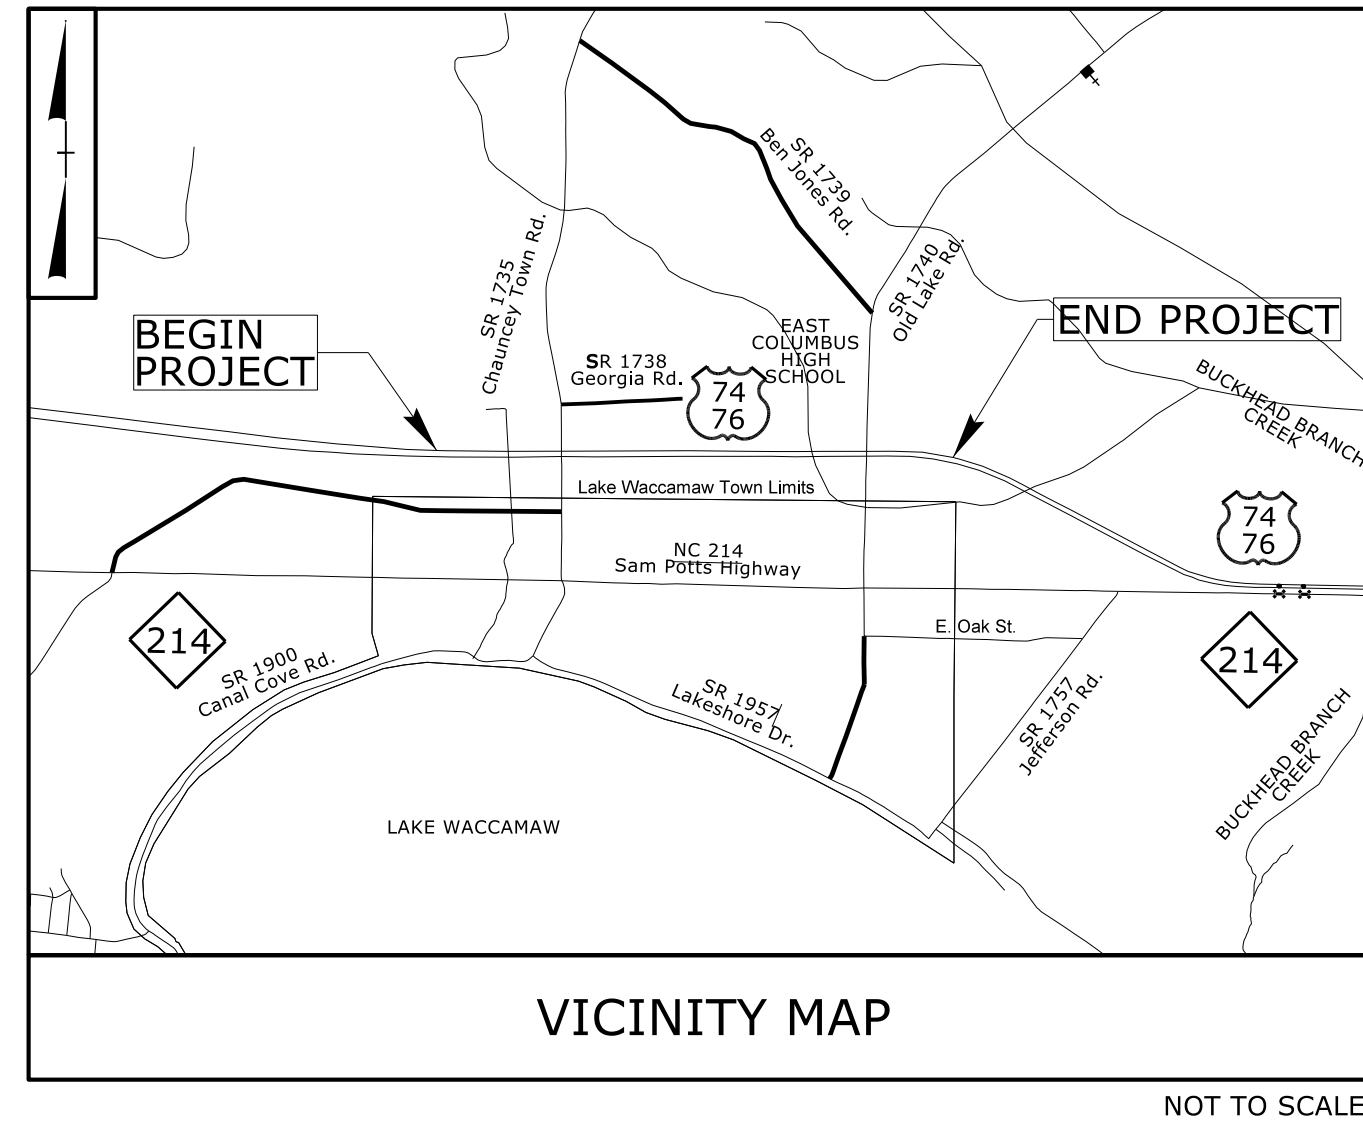 SR 1739
Ben Jones Rd.
SR 1735
Chauncey Town Rd.
SR 1740
Old Lake Rd.
BEGIN
PROJECT
END PROJECT
EAST
COLUMBUS
HIGH
SCHOOL
SR 1738
Georgia Rd.
74
76
BUCKHEAD BRANCH
CREEK
Lake Waccamaw Town Limits
74
76
NC 214
Sam Potts Highway
214
E. Oak St.
214
SR 1900
Canal Cove Rd.
SR 1957
Lakeshore Dr.
SR 1757
Jefferson Rd.
BUCKHEAD BRANCH
CREEK
LAKE WACCAMAW
VICINITY MAP
NOT TO SCALE